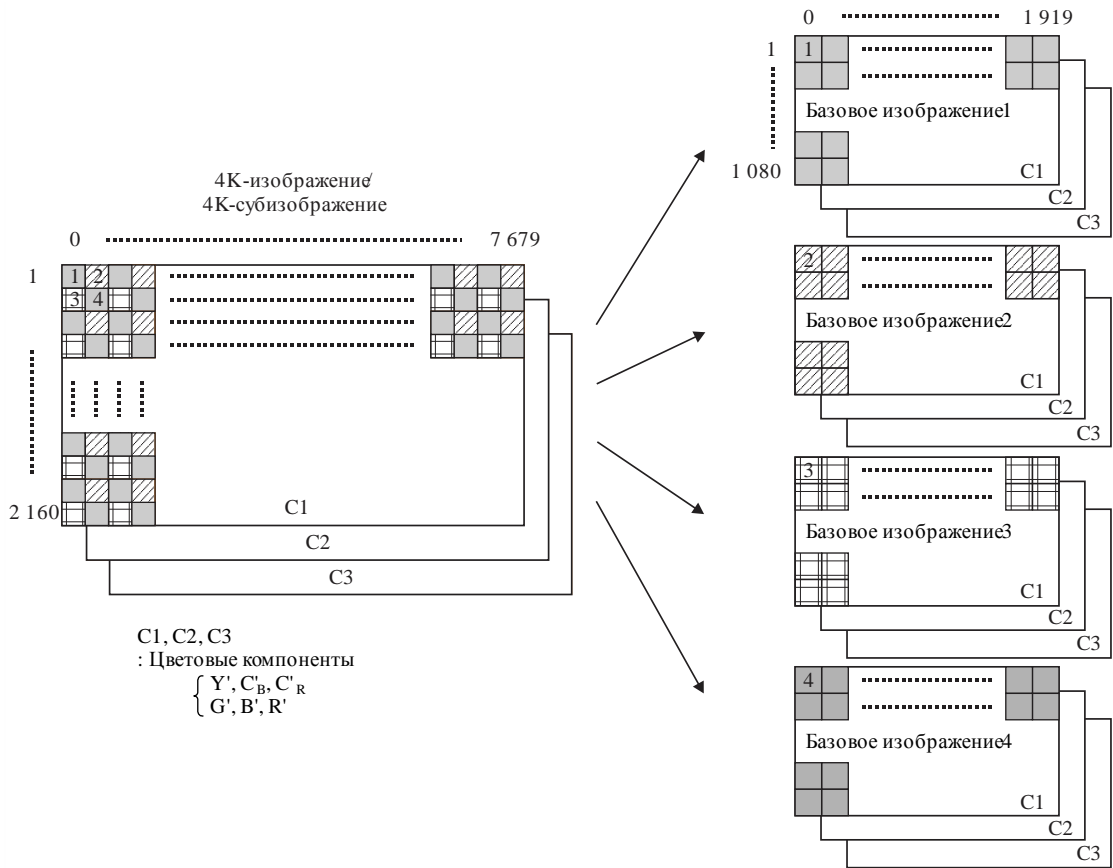 4K-изображение/
4K-субизображение
0 7 679
1
1 2
3 4
2 160
C1
C2
C3
C1, C2, C3
: Цветовые компоненты
Y', C'B, C'R
G', B', R'
0 1 919
1
1
Базовое изображение1
1 080
C1
C2
C3
2
Базовое изображение2
C1
C2
C3
3
Базовое изображение3
C1
C2
C3
4
Базовое изображение4
C1
C2
C3